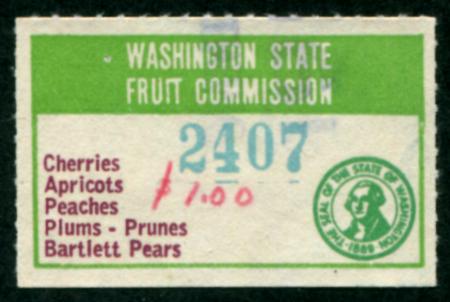 WASHINGTON STATE
FRUIT COMMISSION
2407
Cherries
Apricots
Peaches
Plums - Prunes
Bartlett Pears
$1.00
THE SEAL OF THE STATE OF WASHINGTON
1889